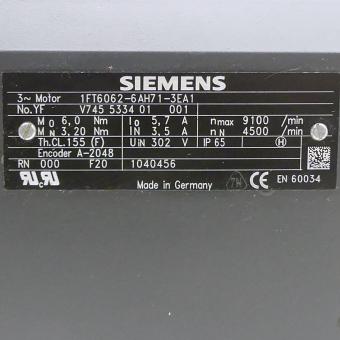 SIEMENS
3~ Motor 1FT6062-6AH71-3EA1
No. YF V745 5334 01 001
M0 6,0 Nm I0 5,7 A nmax 9100 /min
MN 3,20 Nm IN 3,5 A nN 4500 /min
Th.CL.155 (F) UIN 302 V IP 65 (H)
Encoder A-2048
RN 000 F20 1040456
Made in Germany CE EN 60034